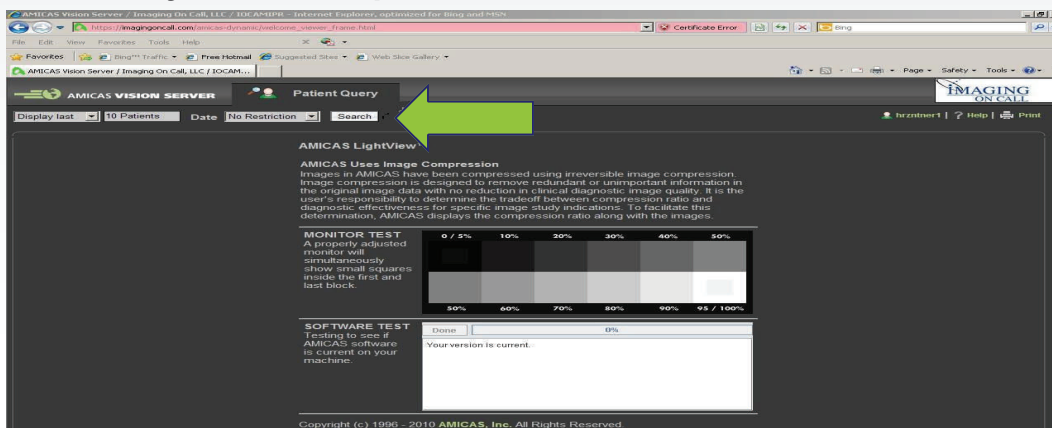 AMICAS Vision Server / Imaging On Call, LLC / IOCAMIPR - Internet Explorer, optimized for Bing and MSN
https://imagingoncall.com/amicas-dynamic/welcome_viewer_frame.html
Certificate Error
Bing
File Edit View Favorites Tools Help
Favorites Bing™ Traffic Free Hotmail Suggested Sites Web Slice Gallery
AMICAS Vision Server / Imaging On Call, LLC / IOCAM...
Page Safety Tools
AMICAS VISION SERVER Patient Query
IMAGING
ON CALL
Display last 10 Patients Date No Restriction Search
hrzntner1 | ? Help | Print
AMICAS LightView
AMICAS Uses Image Compression
Images in AMICAS have been compressed using irreversible image compression.
Image compression is designed to remove redundant or unimportant information in
the original image data with no reduction in clinical diagnostic image quality. It is the
user's responsibility to determine the tradeoff between compression ratio and
diagnostic effectiveness for specific image study indications. To facilitate this
determination, AMICAS displays the compression ratio along with the images.
MONITOR TEST
A properly adjusted
monitor will
simultaneously
show small squares
inside the first and
last block.
0 / 5% 10% 20% 30% 40% 50%
50% 60% 70% 80% 90% 95 / 100%
SOFTWARE TEST
Testing to see if
AMICAS software
is current on your
machine.
Done 0%
Your version is current.
Copyright (c) 1996 - 2010 AMICAS, Inc. All Rights Reserved.